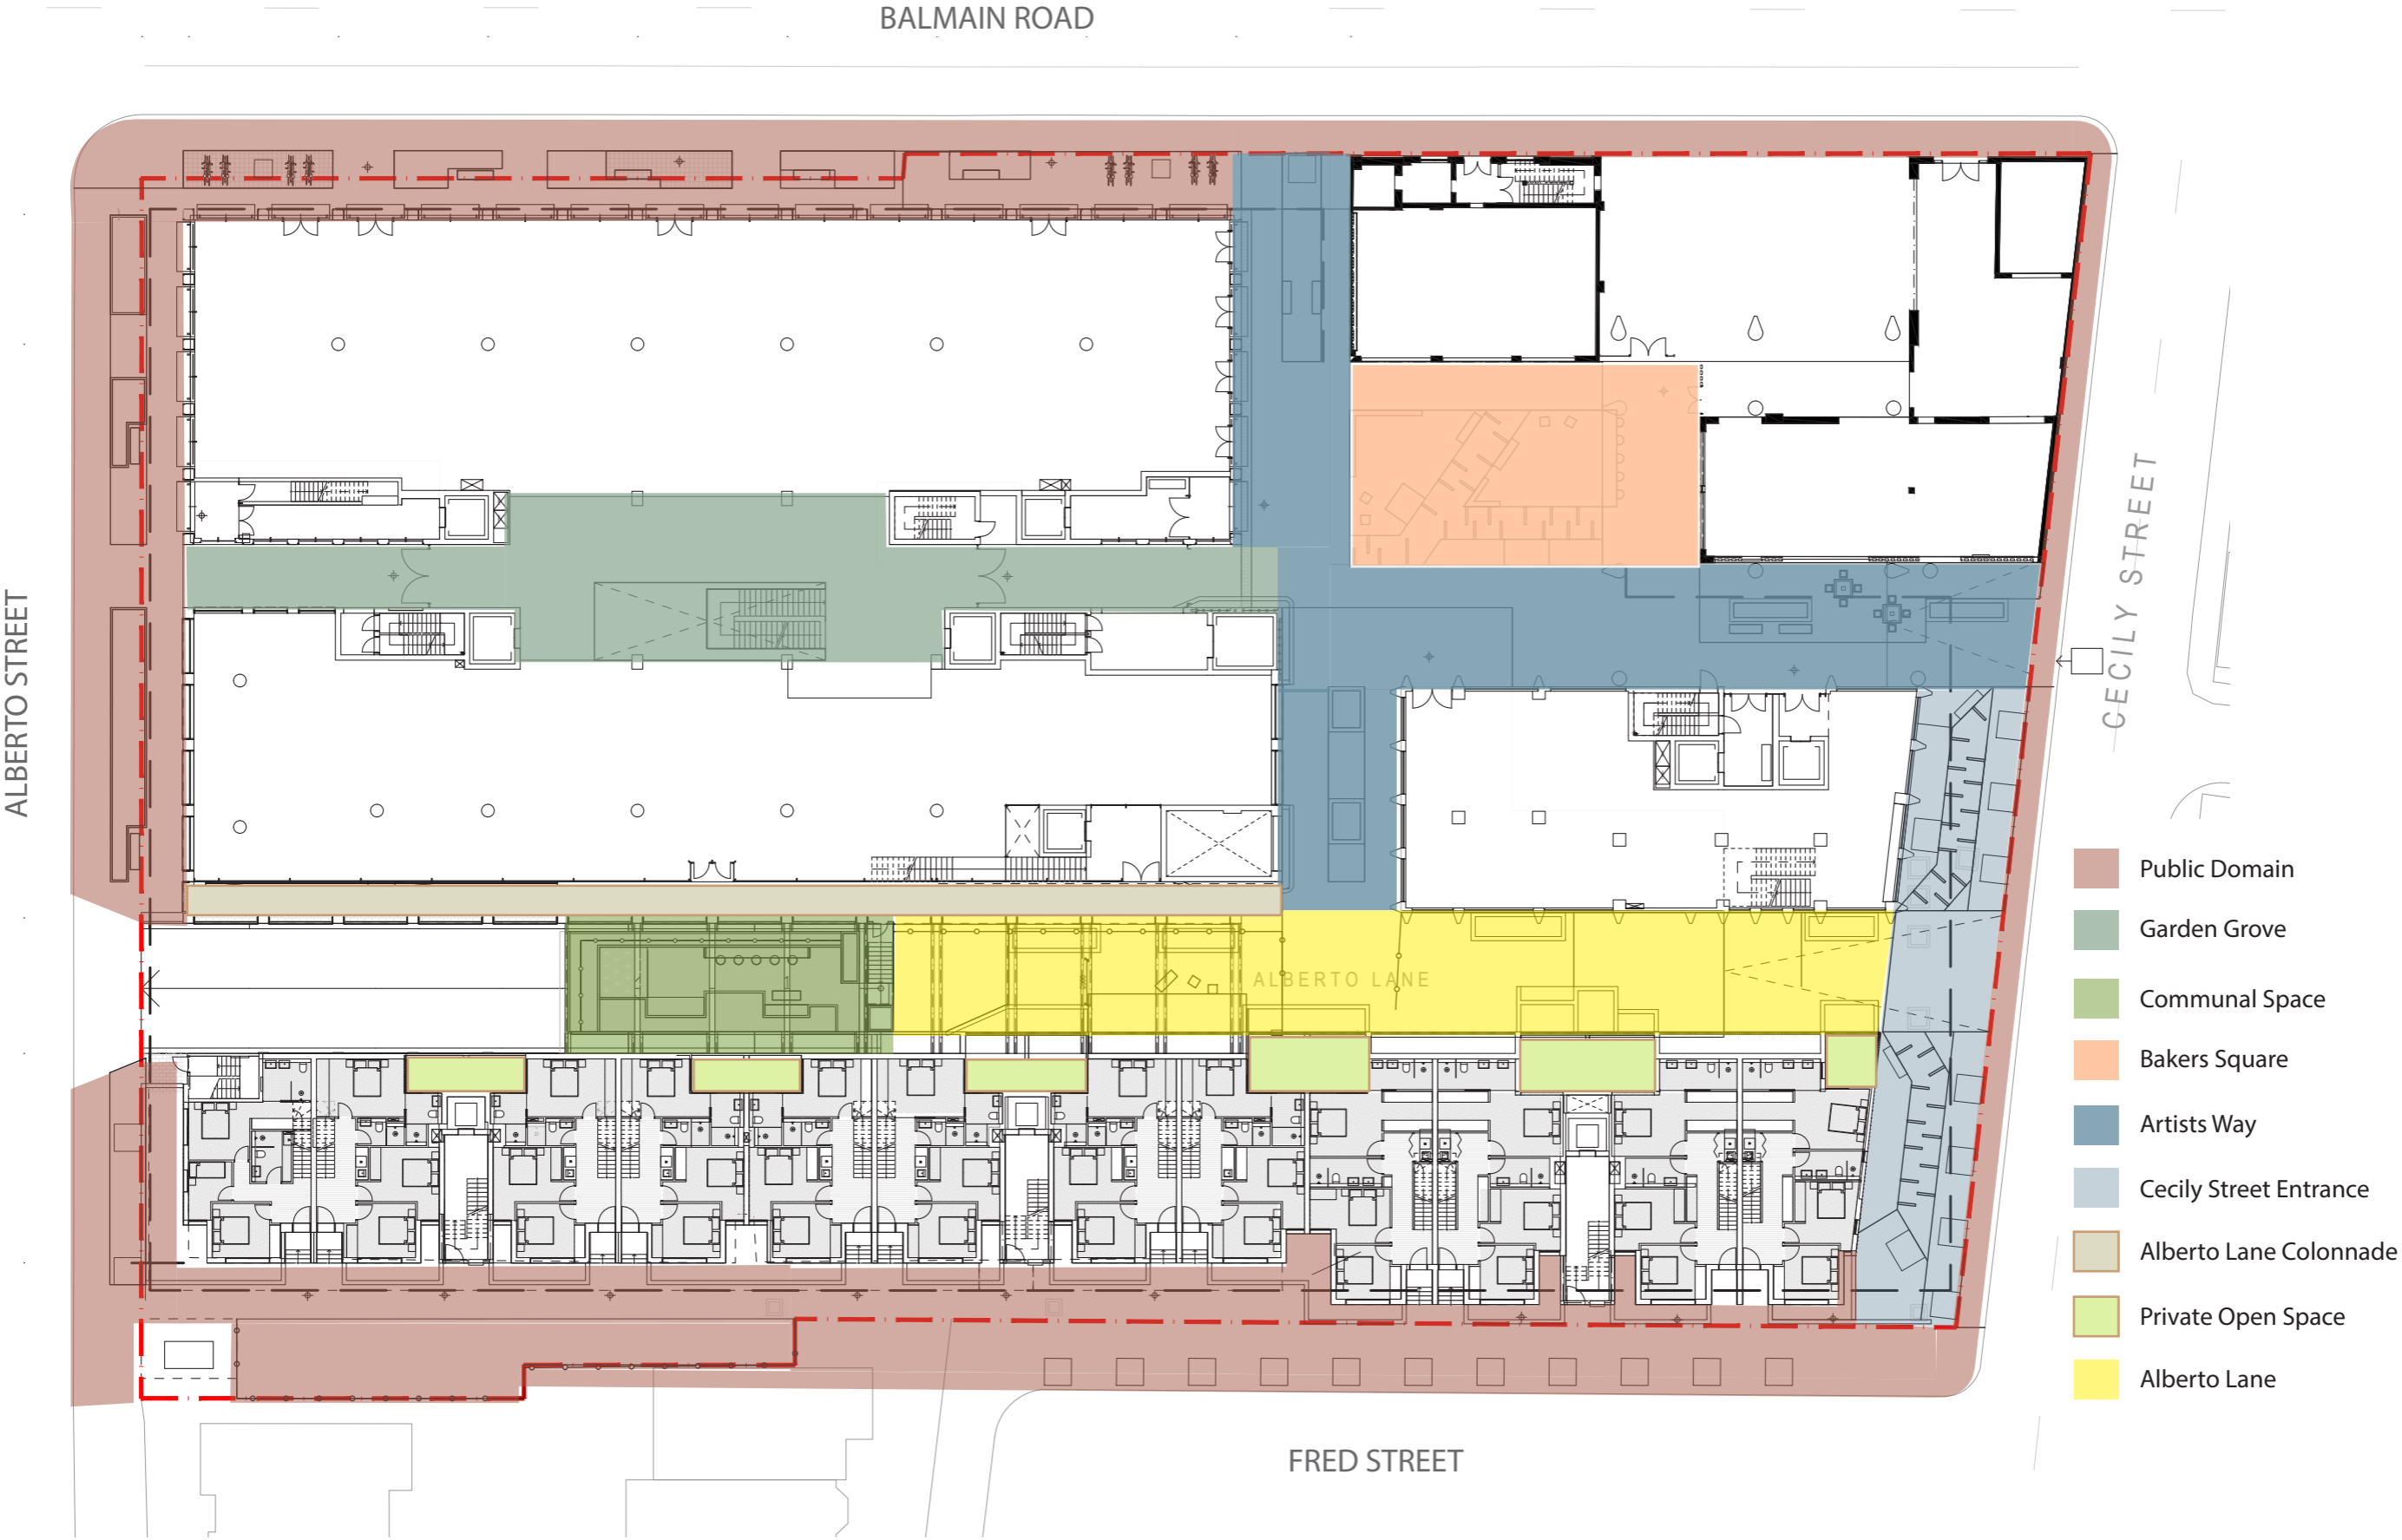 BALMAIN ROAD
ALBERTO STREET
CECILY STREET
ALBERTO LANE
FRED STREET
Public Domain
Garden Grove
Communal Space
Bakers Square
Artists Way
Cecily Street Entrance
Alberto Lane Colonnade
Private Open Space
Alberto Lane